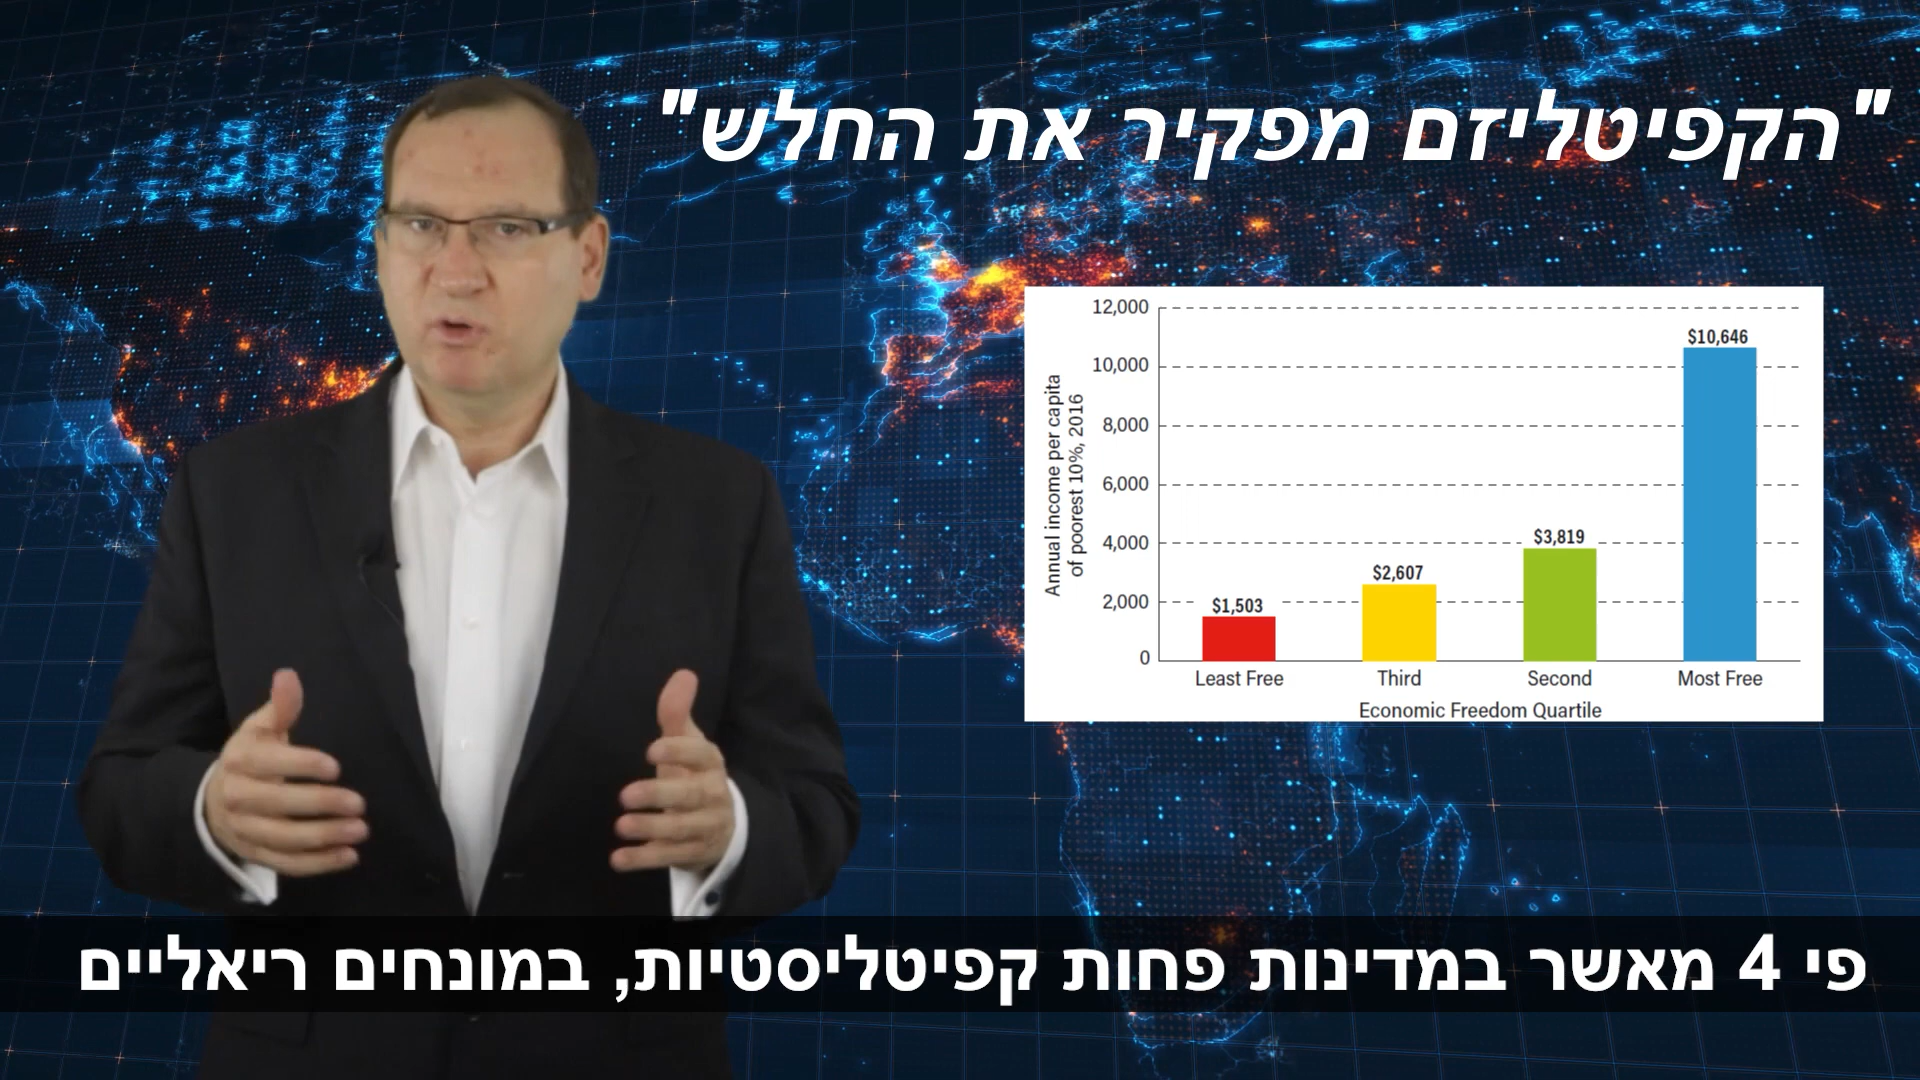 "הקפיטליזם מפקיר את החלש"
12,000
10,000
8,000
6,000
4,000
2,000
0
Annual income per capita
of poorest 10%, 2016
$1,503
$2,607
$3,819
$10,646
Least Free
Third
Second
Most Free
Economic Freedom Quartile
פי 4 מאשר במדינות פחות קפיטליסטיות, במונחים ריאליים